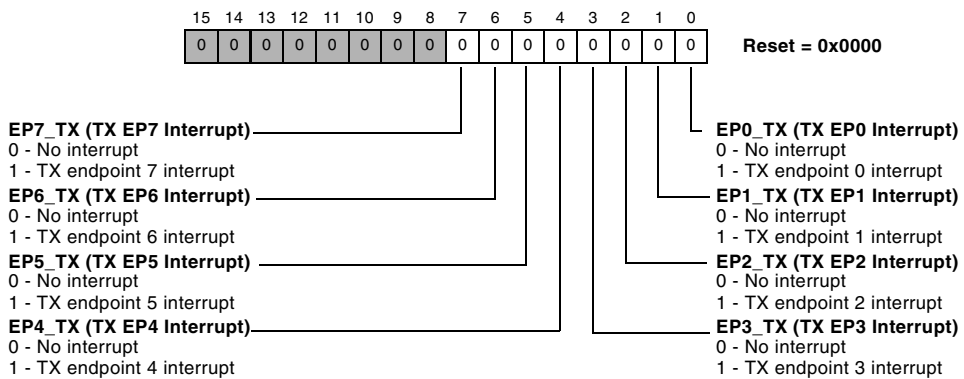 15 14 13 12 11 10 9 8 7 6 5 4 3 2 1 0
0 0 0 0 0 0 0 0 0 0 0 0 0 0 0 0
Reset = 0x0000
EP7_TX (TX EP7 Interrupt)
0 - No interrupt
1 - TX endpoint 7 interrupt
EP6_TX (TX EP6 Interrupt)
0 - No interrupt
1 - TX endpoint 6 interrupt
EP5_TX (TX EP5 Interrupt)
0 - No interrupt
1 - TX endpoint 5 interrupt
EP4_TX (TX EP4 Interrupt)
0 - No interrupt
1 - TX endpoint 4 interrupt
EP0_TX (TX EP0 Interrupt)
0 - No interrupt
1 - TX endpoint 0 interrupt
EP1_TX (TX EP1 Interrupt)
0 - No interrupt
1 - TX endpoint 1 interrupt
EP2_TX (TX EP2 Interrupt)
0 - No interrupt
1 - TX endpoint 2 interrupt
EP3_TX (TX EP3 Interrupt)
0 - No interrupt
1 - TX endpoint 3 interrupt